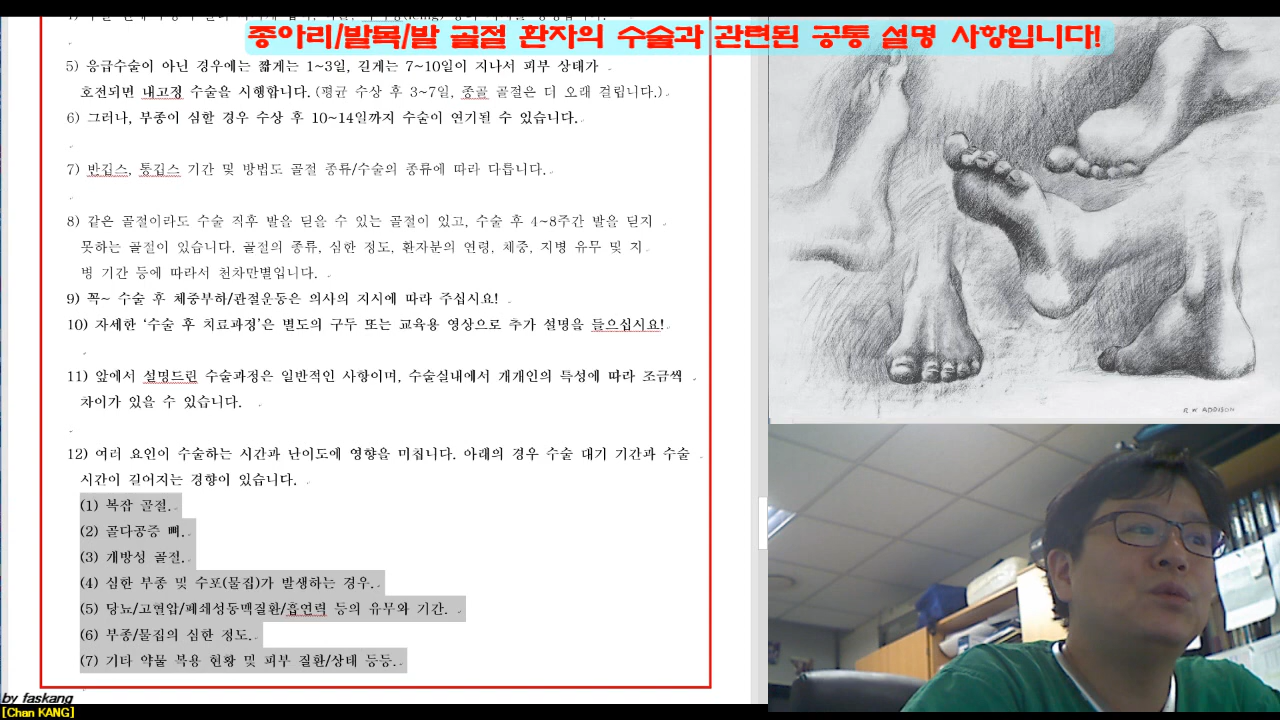 종아리/발목/발 골절 환자의 수술과 관련된 공통 설명 사항입니다!
5) 응급수술이 아닌 경우에는 짧게는 1~3일, 길게는 7~10일이 지나서 피부 상태가
호전되면 내고정 수술을 시행합니다. (평균 수상 후 3~7일, 종골 골절은 더 오래 걸립니다.)
6) 그러나, 부종이 심할 경우 수상 후 10~14일까지 수술이 연기될 수 있습니다.
7) 반깁스, 통깁스 기간 및 방법도 골절 종류/수술의 종류에 따라 다릅니다.
8) 같은 골절이라도 수술 직후 발을 딛을 수 있는 골절이 있고, 수술 후 4~8주간 발을 딛지
못하는 골절이 있습니다. 골절의 종류, 심한 정도, 환자분의 연령, 체중, 지병 유무 및 지
병 기간 등에 따라서 천차만별입니다.
9) 꼭~ 수술 후 체중부하/관절운동은 의사의 지시에 따라 주십시요!
10) 자세한 '수술 후 치료과정'은 별도의 구두 또는 교육용 영상으로 추가 설명을 들으십시요!
11) 앞에서 설명드린 수술과정은 일반적인 사항이며, 수술실내에서 개개인의 특성에 따라 조금씩
차이가 있을 수 있습니다.
12) 여러 요인이 수술하는 시간과 난이도에 영향을 미칩니다. 아래의 경우 수술 대기 기간과 수술
시간이 길어지는 경향이 있습니다.
(1) 복잡 골절.
(2) 골다공증 뼈.
(3) 개방성 골절.
(4) 심한 부종 및 수포(물집)가 발생하는 경우.
(5) 당뇨/고혈압/폐쇄성동맥질환/흡연력 등의 유무와 기간.
(6) 부종/물집의 심한 정도.
(7) 기타 약물 복용 현황 및 피부 질환/상태 등등.
R W ADDISON
by faskang
[Chan KANG]